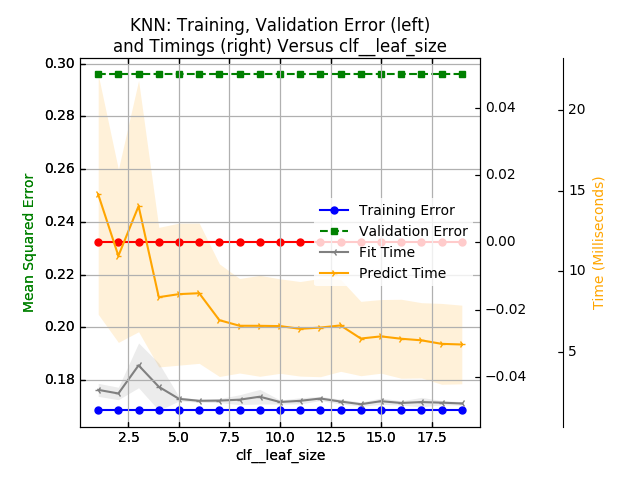 KNN: Training, Validation Error (left)
and Timings (right) Versus clf__leaf_size
Mean Squared Error
0.30
0.28
0.26
0.24
0.22
0.20
0.18
2.5
5.0
7.5
10.0
12.5
15.0
17.5
clf__leaf_size
0.04
0.02
0.00
−0.02
−0.04
20
15
10
5
Time (Milliseconds)
Training Error
Validation Error
Fit Time
Predict Time